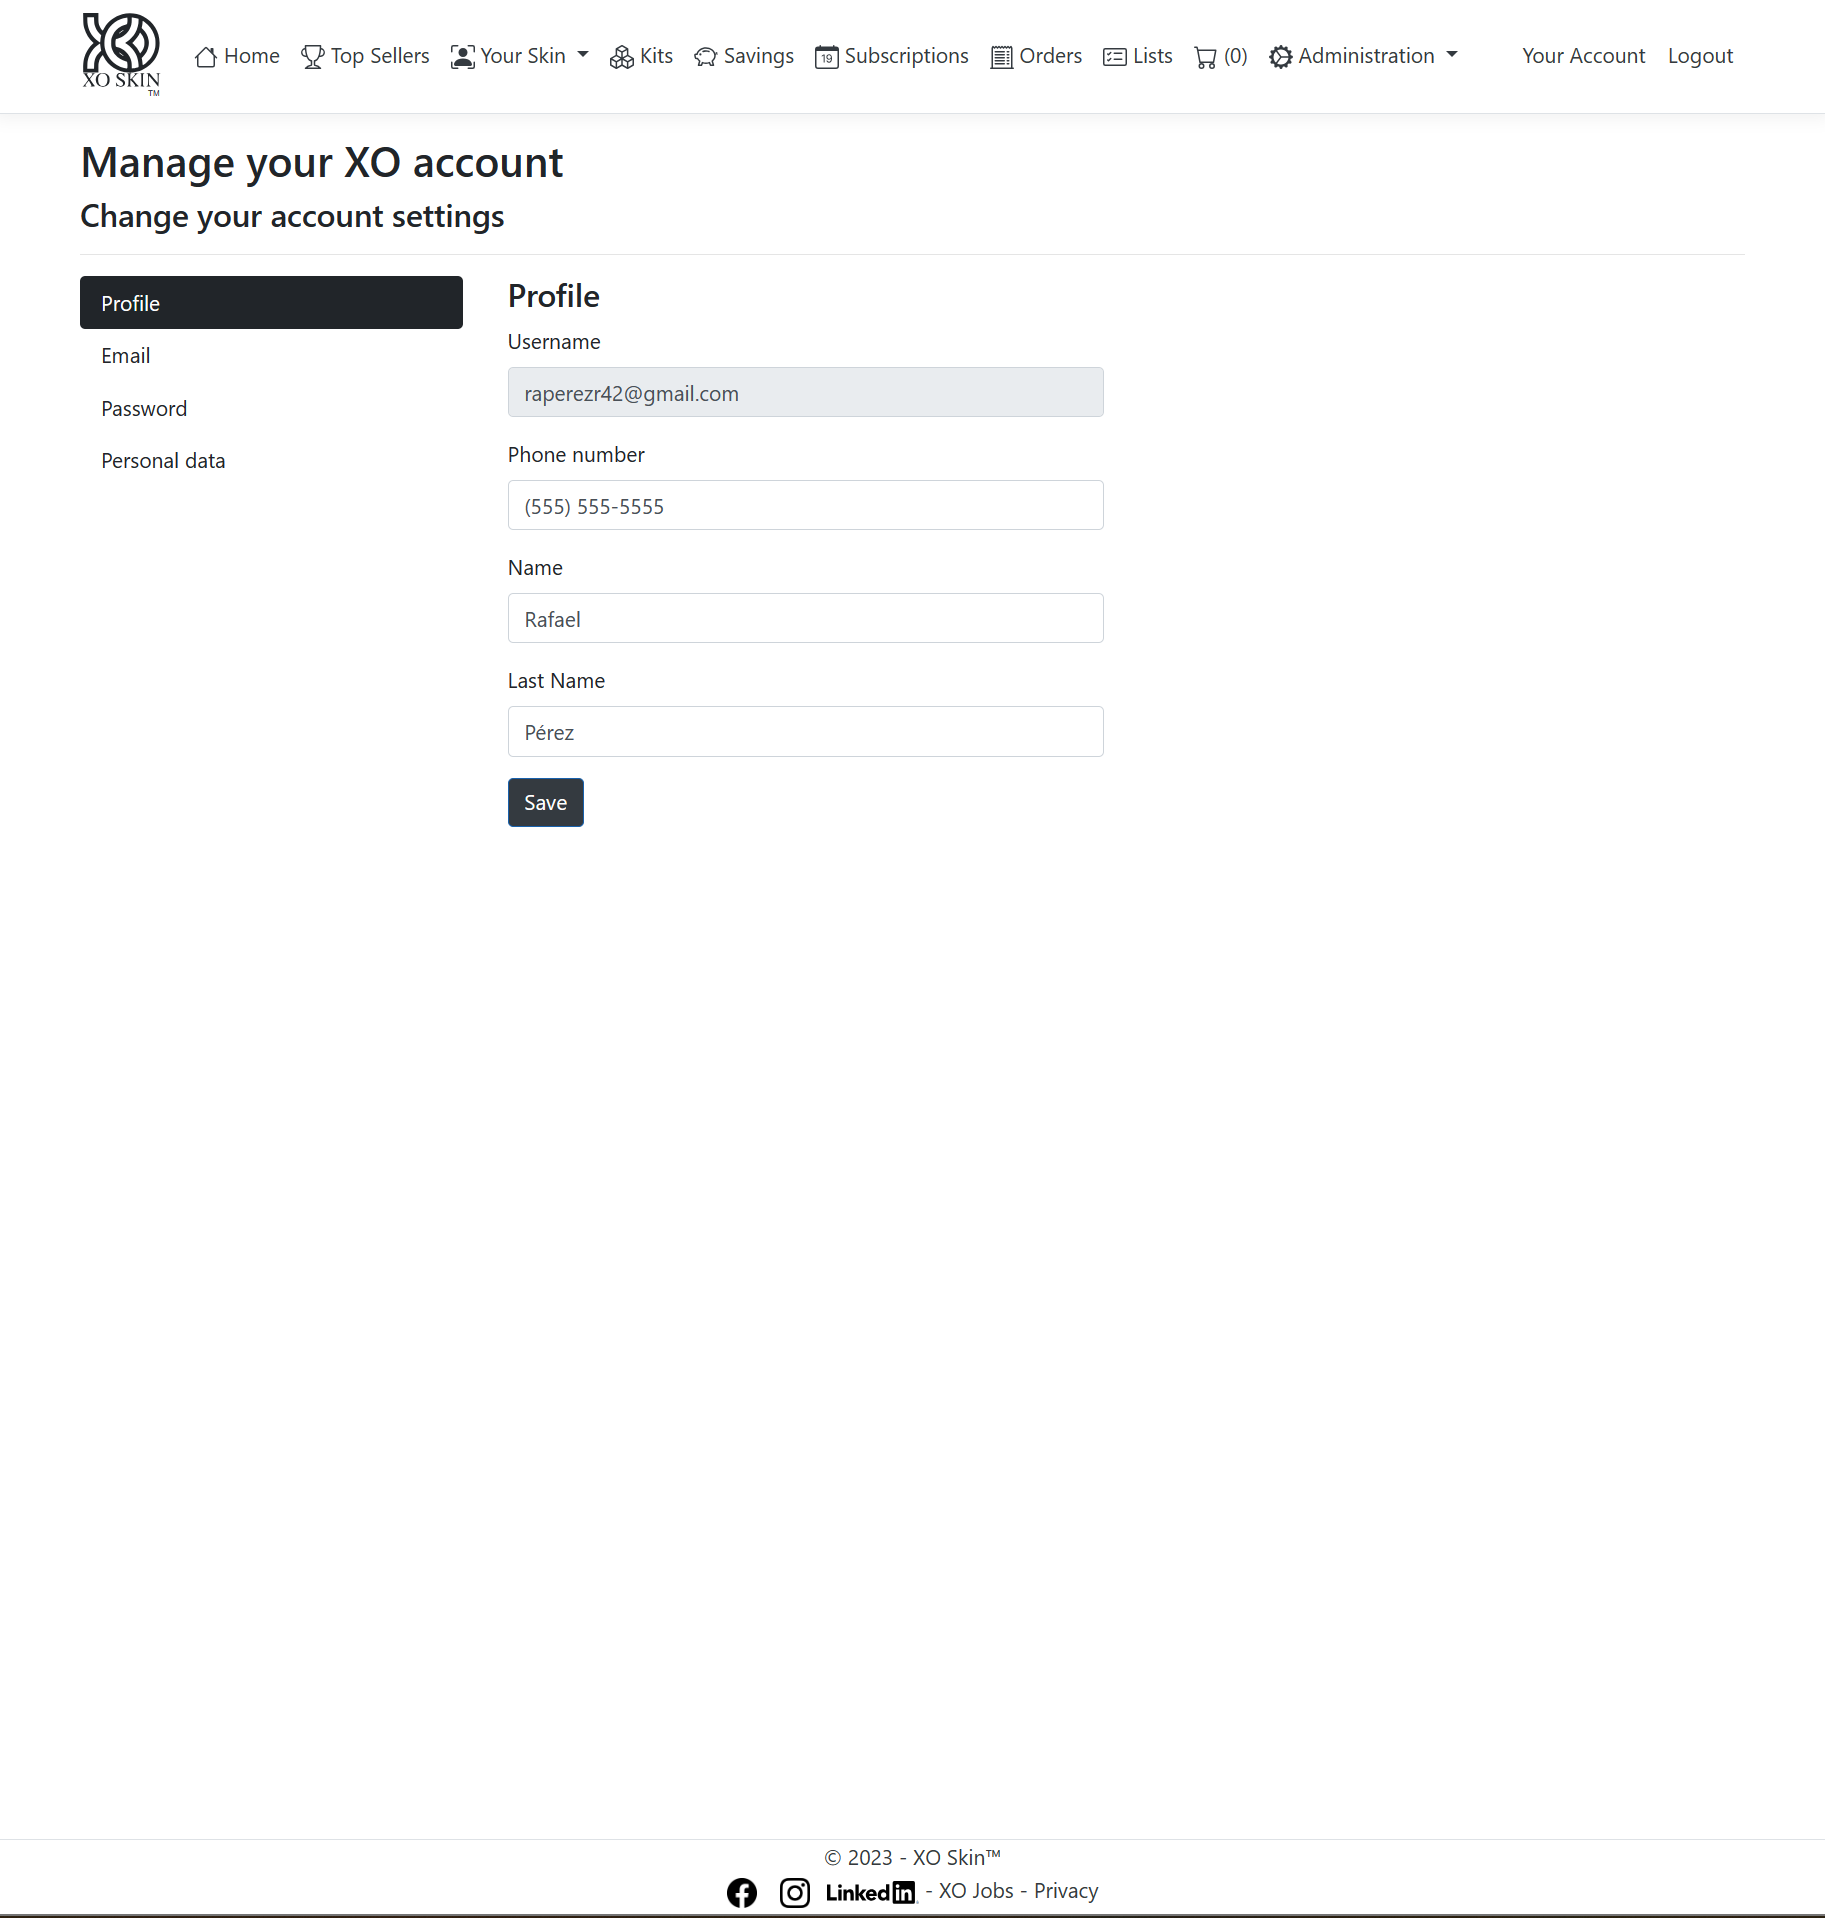 XO SKIN
TM
Home Top Sellers Your Skin Kits Savings 19 Subscriptions Orders Lists (0) Administration Your Account Logout
Manage your XO account
Change your account settings
Profile
Email
Password
Personal data
Profile
Username
raperezr42@gmail.com
Phone number
(555) 555-5555
Name
Rafael
Last Name
Pérez
Save
© 2023 - XO Skin™
Linked in - XO Jobs - Privacy